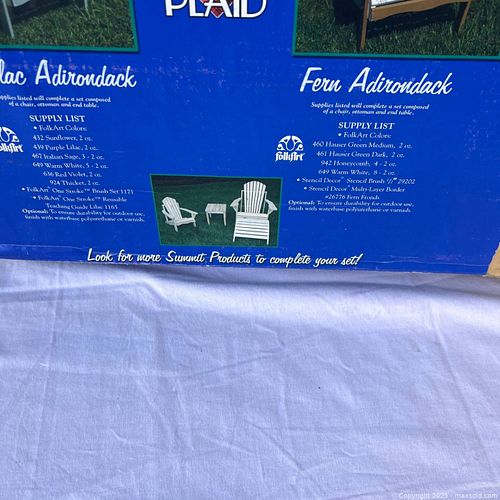 PLAID
lac Adirondack
upplies listed will complete a set composed
of a chair, ottoman and end table.
SUPPLY LIST
• FolkArt Colors:
432 Sunflower, 2 oz.
439 Purple Lilac, 2 oz.
467 Italian Sage, 3 - 2 oz.
649 Warm White, 5 - 2 oz.
636 Red Violet, 2 oz.
924 Thicket, 2 oz.
• FolkArt® One Stroke™ Brush Set 1171
• FolkArt® One Stroke™ Reusable
Teaching Guide Lilac 1165
Optional: To ensure durability for outdoor use,
finish with waterbase polyurethane or varnish.
folkArt
Fern Adirondack
Supplies listed will complete a set composed
of a chair, ottoman and end table.
SUPPLY LIST
• FolkArt Colors:
460 Hauser Green Medium, 2 oz.
461 Hauser Green Dark, 2 oz.
942 Honeycomb, 4 - 2 oz.
649 Warm White, 8 - 2 oz.
• Stencil Decor® Stencil Brush 1/2" 29202
• Stencil Decor® Multi-Layer Border
#26776 Fern Fronds
Optional: To ensure durability for outdoor use,
finish with waterbase polyurethane or varnish.
folkArt
Look for more Summit Products to complete your set!
Copyright 2025 - maxsold.com